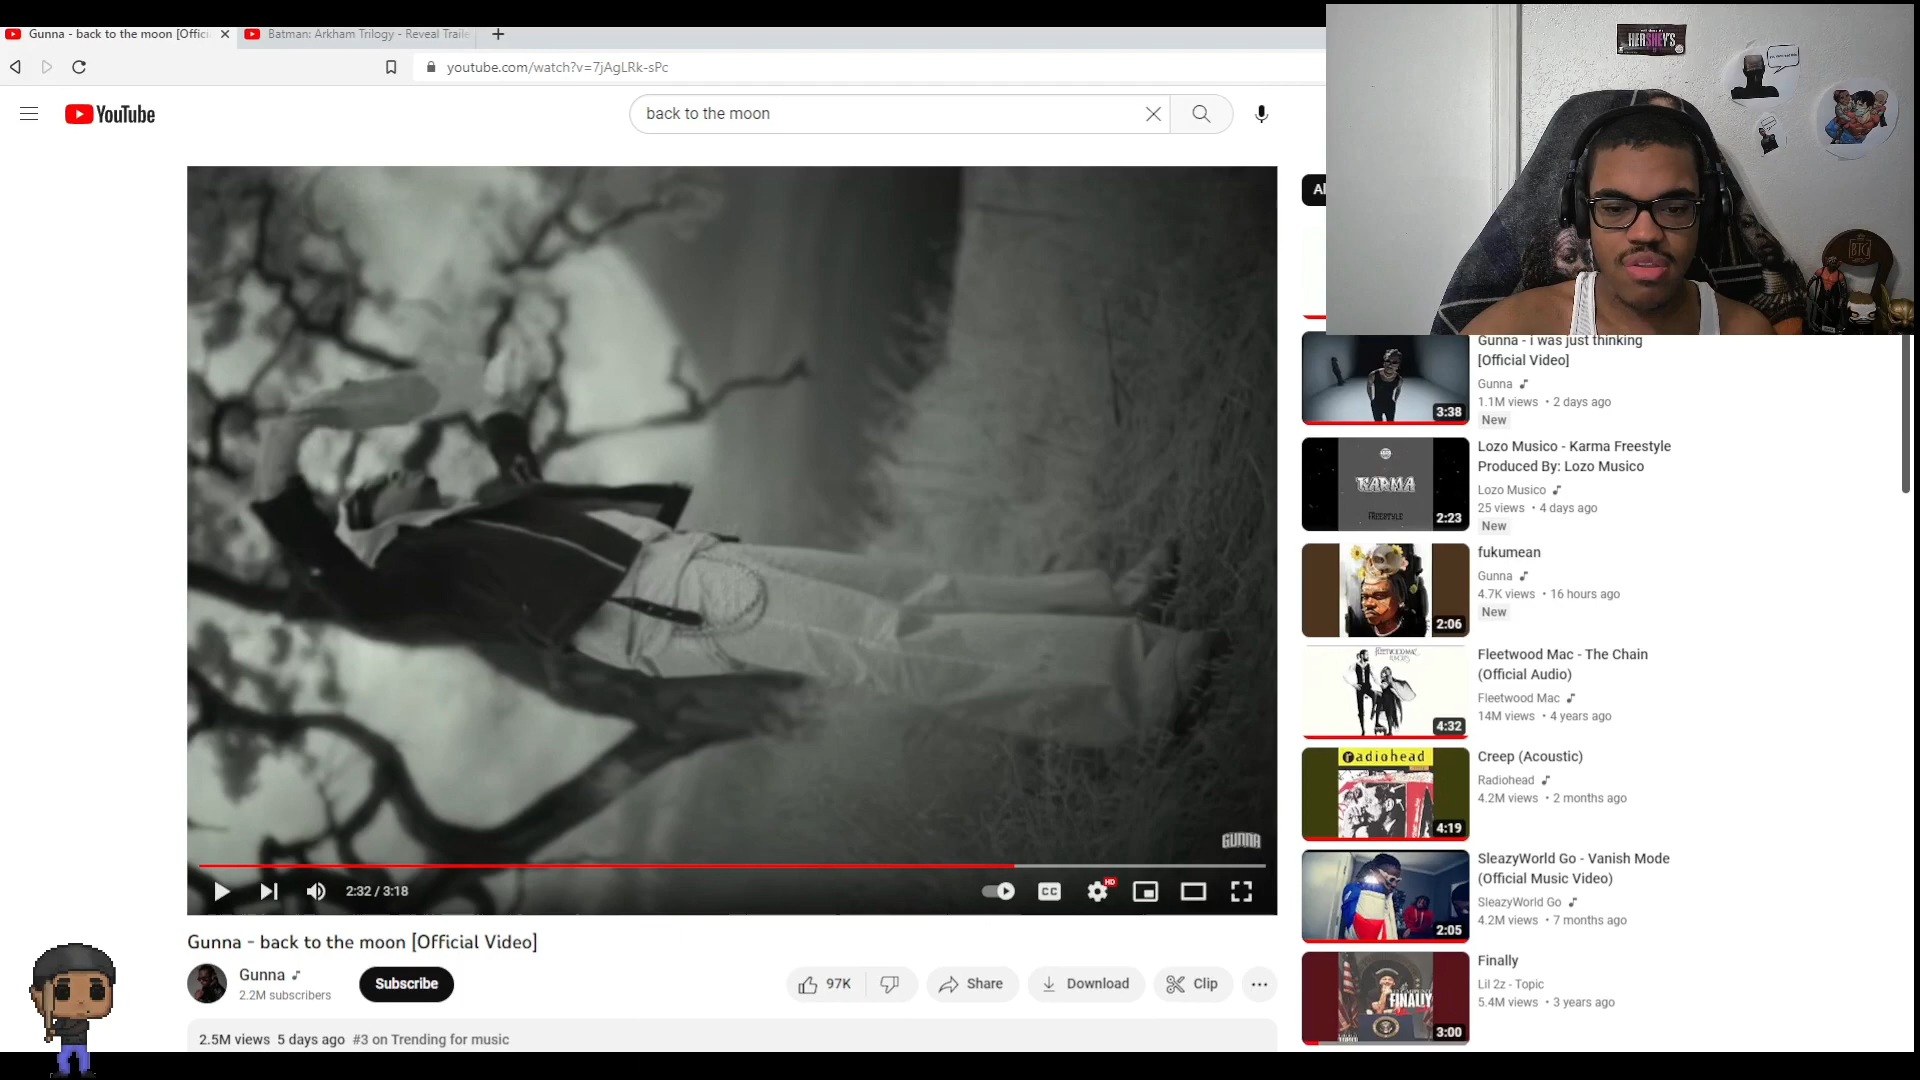 Gunna - back to the moon [Offici
Batman: Arkham Trilogy - Reveal Traile
youtube.com/watch?v=7jAgLRk-sPc
YouTube
back to the moon
HERSHEY'S
BTG
GUNNA
2:32 / 3:18
CC
HD
Gunna - back to the moon [Official Video]
Gunna
2.2M subscribers
Subscribe
97K
Share
Download
Clip
2.5M views 5 days ago #3 on Trending for music
Gunna - I was just thinking
[Official Video]
Gunna
1.1M views • 2 days ago
New
3:38
Lozo Musico - Karma Freestyle
Produced By: Lozo Musico
Lozo Musico
25 views • 4 days ago
New
KARMA
FREESTYLE
2:23
fukumean
Gunna
4.7K views • 16 hours ago
New
2:06
Fleetwood Mac - The Chain
(Official Audio)
Fleetwood Mac
14M views • 4 years ago
FLEETWOOD MAC
4:32
Creep (Acoustic)
Radiohead
4.2M views • 2 months ago
radiohead
4:19
SleazyWorld Go - Vanish Mode
(Official Music Video)
SleazyWorld Go
4.2M views • 7 months ago
2:05
Finally
Lil 2z - Topic
5.4M views • 3 years ago
FINALLY
3:00